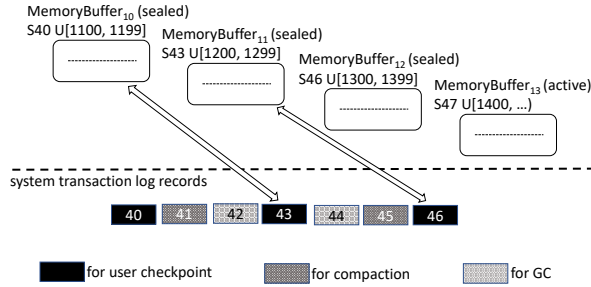 MemoryBuffer10 (sealed)
S40 U[1100, 1199]
MemoryBuffer11 (sealed)
S43 U[1200, 1299]
MemoryBuffer12 (sealed)
S46 U[1300, 1399]
MemoryBuffer13 (active)
S47 U[1400, ...)
system transaction log records
40 41 42 43 44 45 46
for user checkpoint for compaction for GC